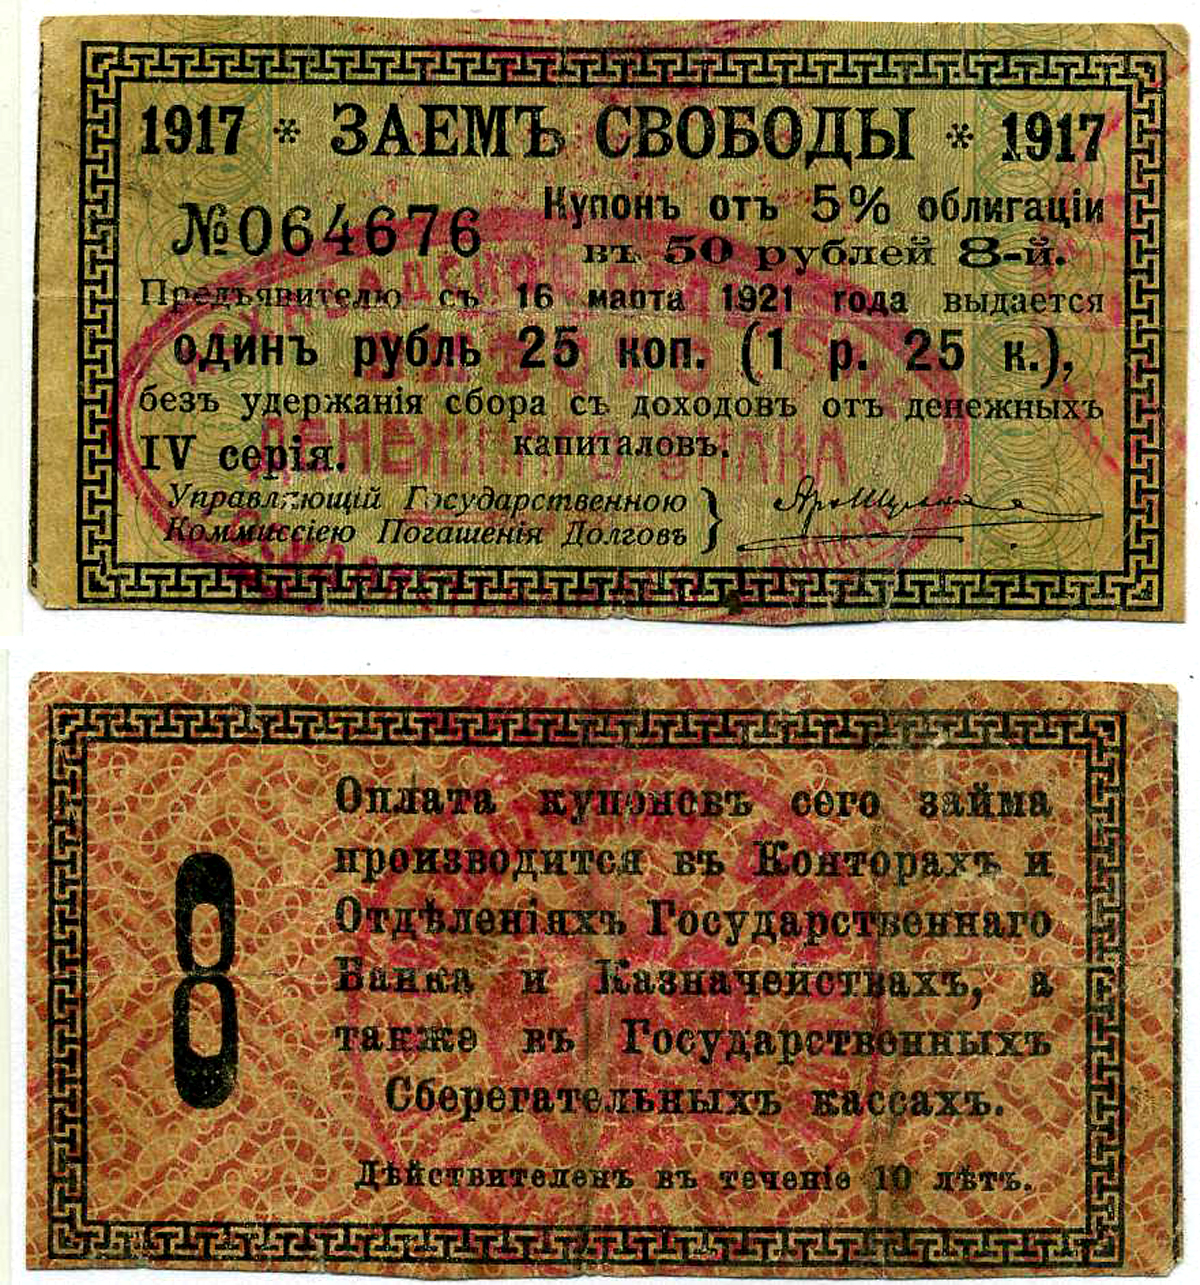 1917 * ЗАЕМЪ СВОБОДЫ * 1917
№064676 Купонъ отъ 5% облигаціи
въ 50 рублей 8-й.
Предъявителю съ 16 марта 1921 года выдается
одинъ рубль 25 коп. (1 р. 25 к.),
безъ удержанія сбора съ доходовъ отъ денежныхъ
капиталовъ.
IV серія.
ДЕНЕЖНАГО ЗНАКА
Управляющій Государственною
Коммиссіею Погашенія Долговъ
8
Оплата купоновъ сего займа
производится въ Конторахъ и
Отдѣленіяхъ Государственнаго
Банка и Казначействахъ, а
также въ Государственныхъ
Сберегательныхъ кассахъ.
Дѣйствителенъ въ теченіе 10 лѣтъ.